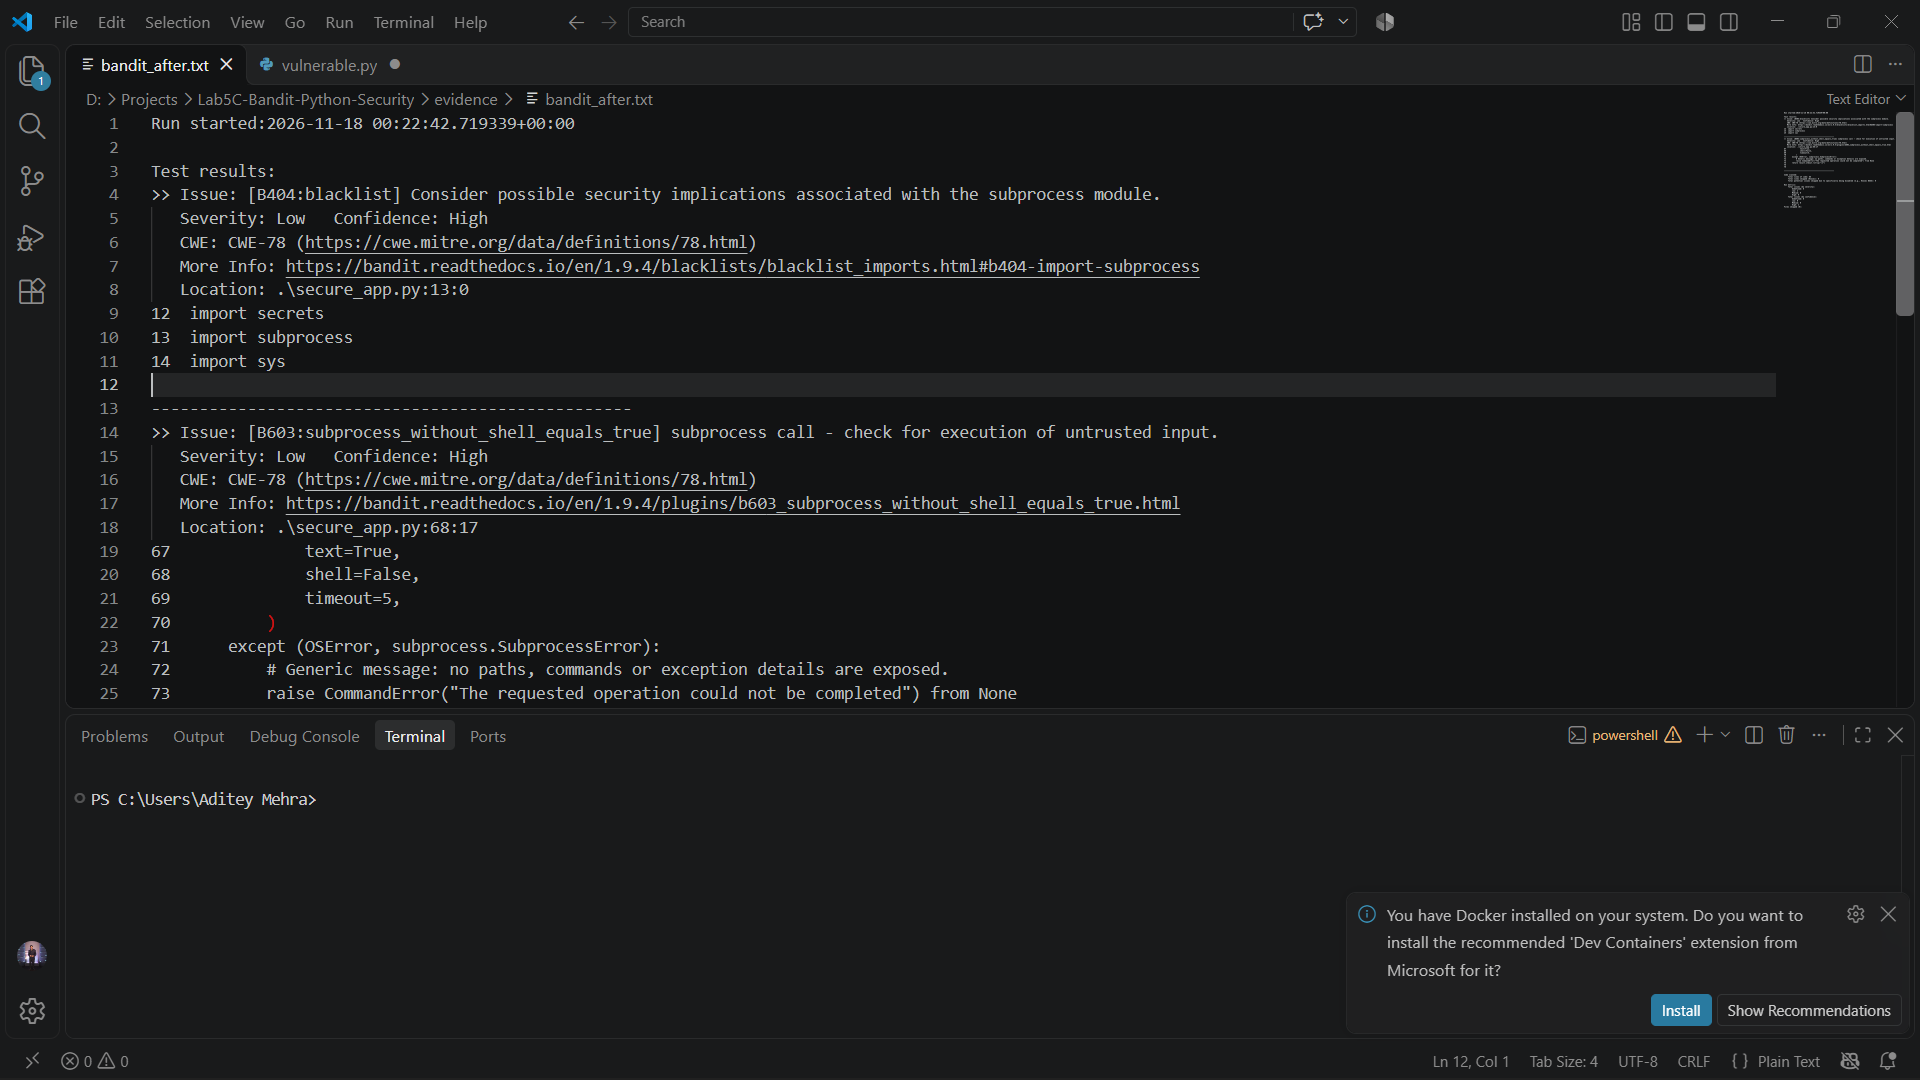 File Edit Selection View Go Run Terminal Help
Search
bandit_after.txt
vulnerable.py
1
D: > Projects > Lab5C-Bandit-Python-Security > evidence > bandit_after.txt
Text Editor
1 Run started:2026-11-18 00:22:42.719339+00:00
2
3 Test results:
4 >> Issue: [B404:blacklist] Consider possible security implications associated with the subprocess module.
5    Severity: Low   Confidence: High
6    CWE: CWE-78 (https://cwe.mitre.org/data/definitions/78.html)
7    More Info: https://bandit.readthedocs.io/en/1.9.4/blacklists/blacklist_imports.html#b404-import-subprocess
8    Location: .\secure_app.py:13:0
9 12  import secrets
10 13  import subprocess
11 14  import sys
12
13 --------------------------------------------------
14 >> Issue: [B603:subprocess_without_shell_equals_true] subprocess call - check for execution of untrusted input.
15    Severity: Low   Confidence: High
16    CWE: CWE-78 (https://cwe.mitre.org/data/definitions/78.html)
17    More Info: https://bandit.readthedocs.io/en/1.9.4/plugins/b603_subprocess_without_shell_equals_true.html
18    Location: .\secure_app.py:68:17
19 67              text=True,
20 68              shell=False,
21 69              timeout=5,
22 70          )
23 71      except (OSError, subprocess.SubprocessError):
24 72          # Generic message: no paths, commands or exception details are exposed.
25 73          raise CommandError("The requested operation could not be completed") from None
Problems Output Debug Console Terminal Ports
powershell
PS C:\Users\Aditey Mehra>
You have Docker installed on your system. Do you want to
install the recommended 'Dev Containers' extension from
Microsoft for it?
Install
Show Recommendations
0 0
Ln 12, Col 1
Tab Size: 4
UTF-8
CRLF
{ } Plain Text